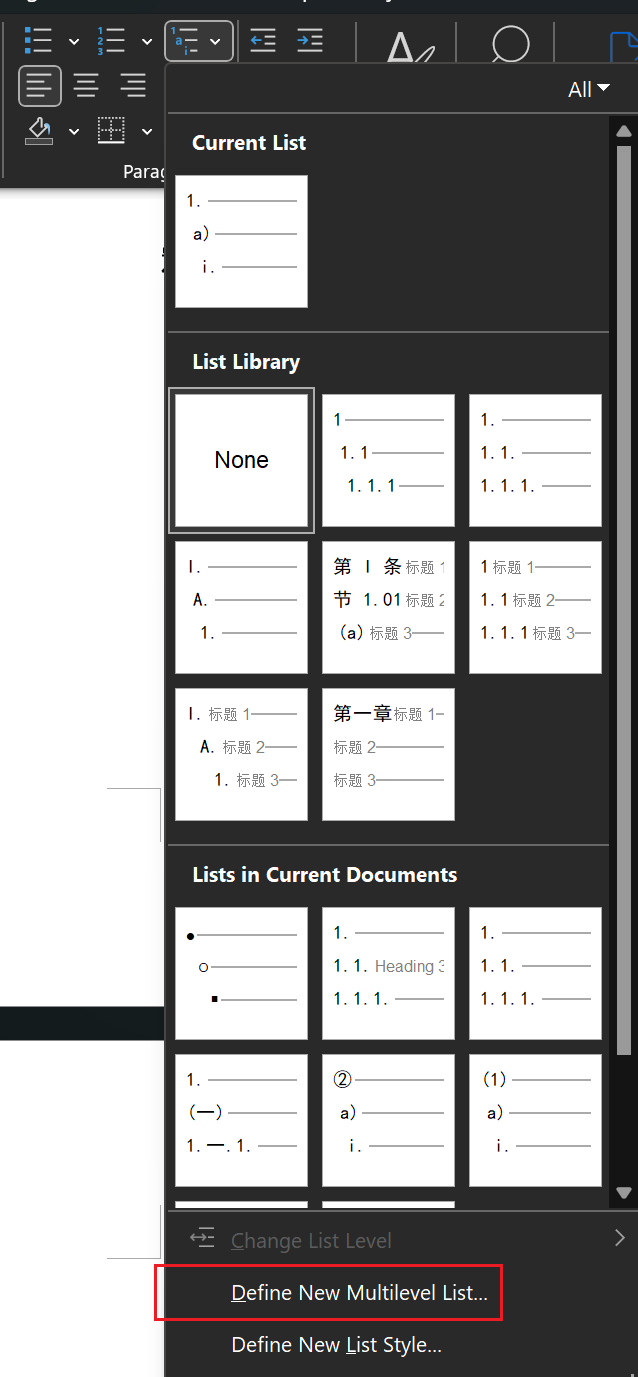 Parag
All
Current List
1.
a)
i.
List Library
None
1
1.1
1.1.1
1.
1.1.
1.1.1.
I.
A.
1.
第 I 条 标题 1
节 1.01 标题 2
(a) 标题 3
1 标题 1
1.1 标题 2
1.1.1 标题 3
I. 标题 1
A. 标题 2
1. 标题 3
第一章 标题 1
标题 2
标题 3
Lists in Current Documents
1.
1.1. Heading 3
1.1.1.
1.
1.1.
1.1.1.
1.
(一)
1.一.1.
②
a)
i.
(1)
a)
i.
Change List Level
Define New Multilevel List...
Define New List Style...